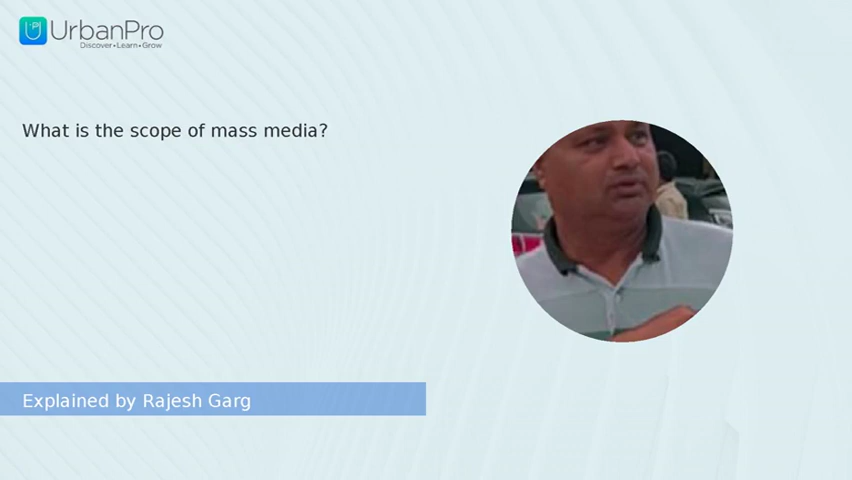 UrbanPro
Discover•Learn•Grow
What is the scope of mass media?
Explained by Rajesh Garg